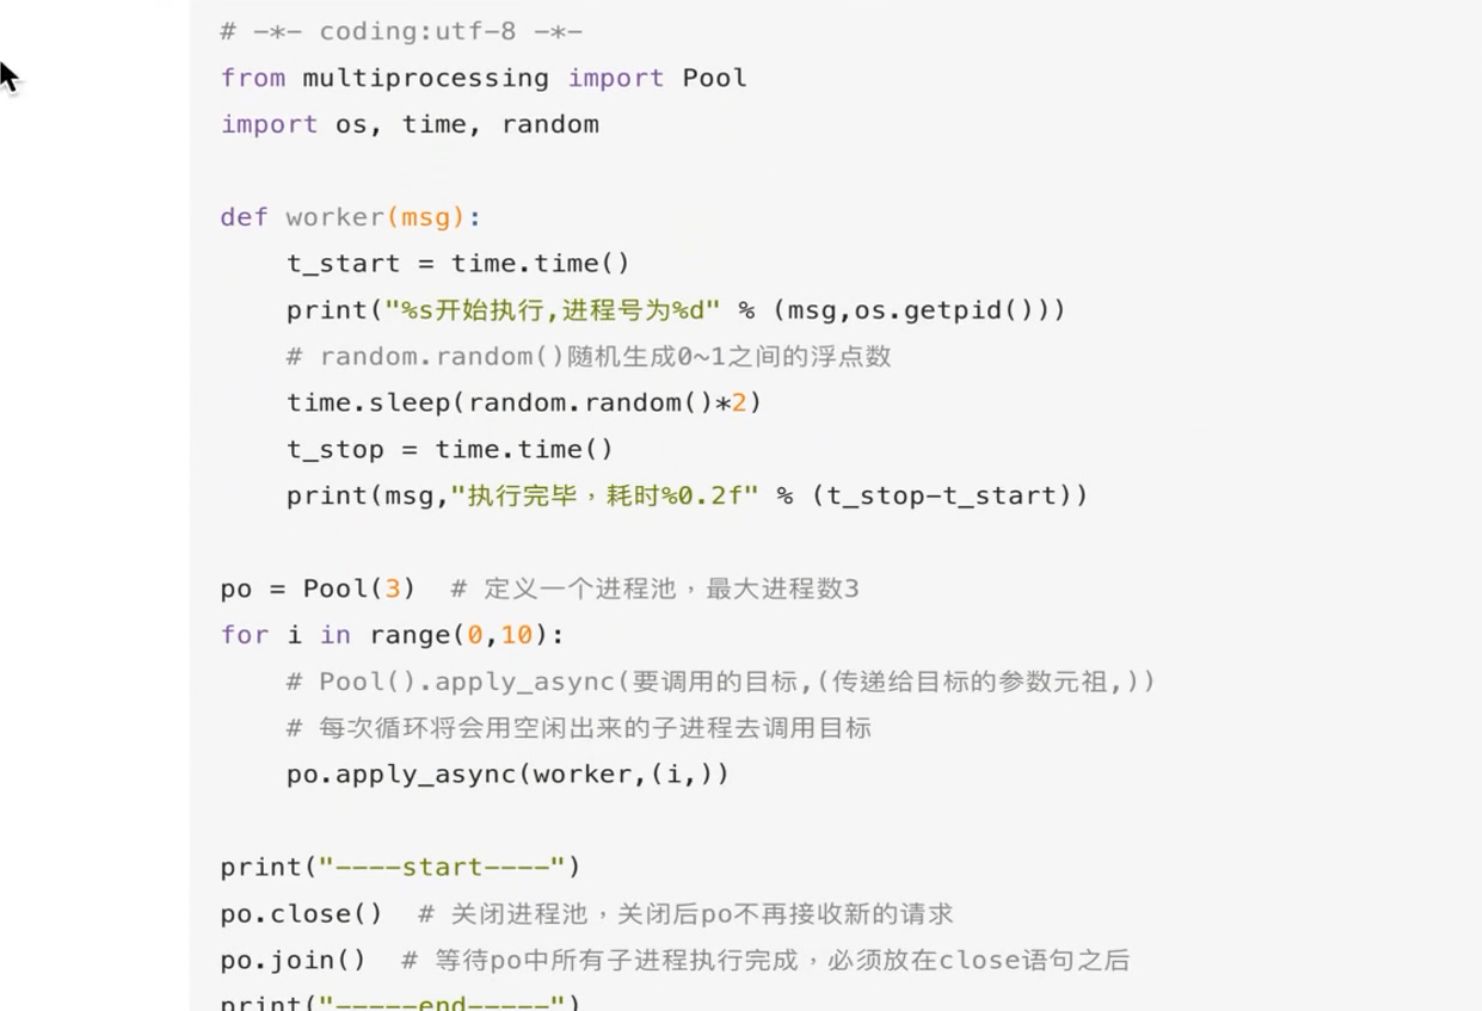 # -*- coding:utf-8 -*-
from multiprocessing import Pool
import os, time, random
def worker(msg):
    t_start = time.time()
    print("%s开始执行,进程号为%d" % (msg,os.getpid()))
    # random.random()随机生成0~1之间的浮点数
    time.sleep(random.random()*2)
    t_stop = time.time()
    print(msg,"执行完毕，耗时%0.2f" % (t_stop-t_start))
po = Pool(3)  # 定义一个进程池，最大进程数3
for i in range(0,10):
    # Pool().apply_async(要调用的目标,(传递给目标的参数元祖,))
    # 每次循环将会用空闲出来的子进程去调用目标
    po.apply_async(worker,(i,))
print("----start----")
po.close()  # 关闭进程池，关闭后po不再接收新的请求
po.join()  # 等待po中所有子进程执行完成，必须放在close语句之后
print("-----end-----")